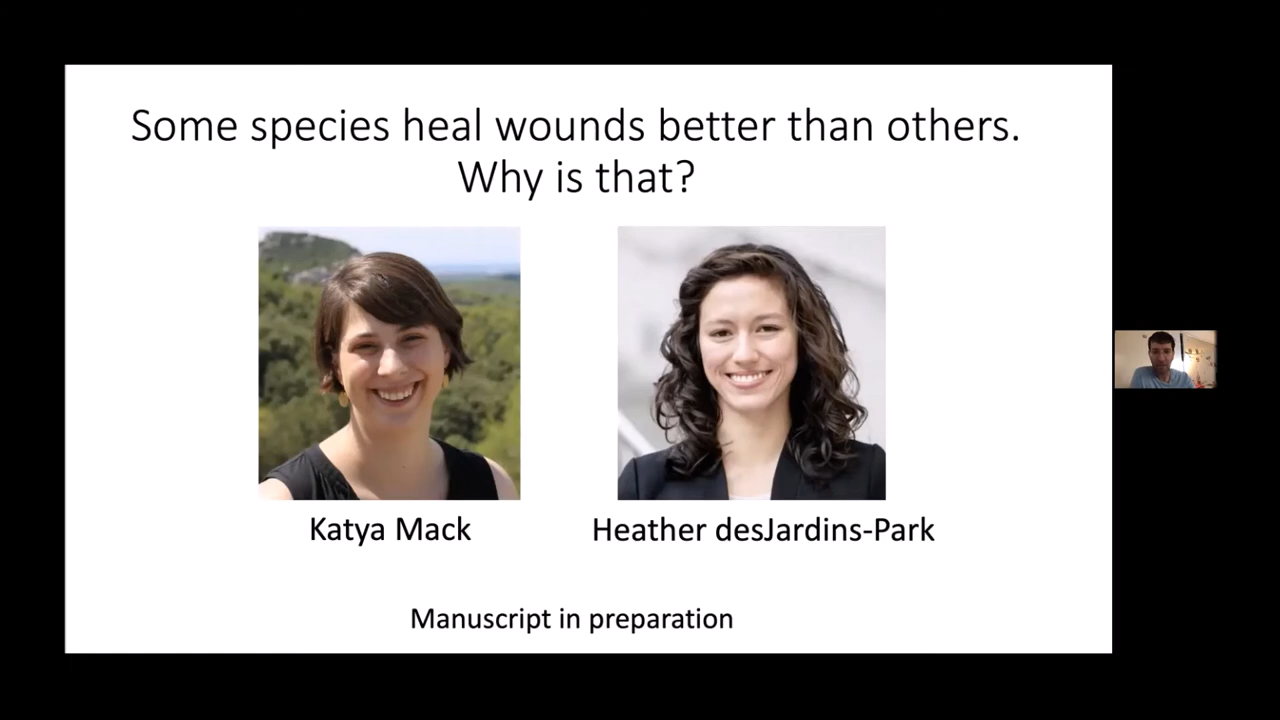 Some species heal wounds better than others.
Why is that?
Katya Mack
Heather desJardins-Park
Manuscript in preparation